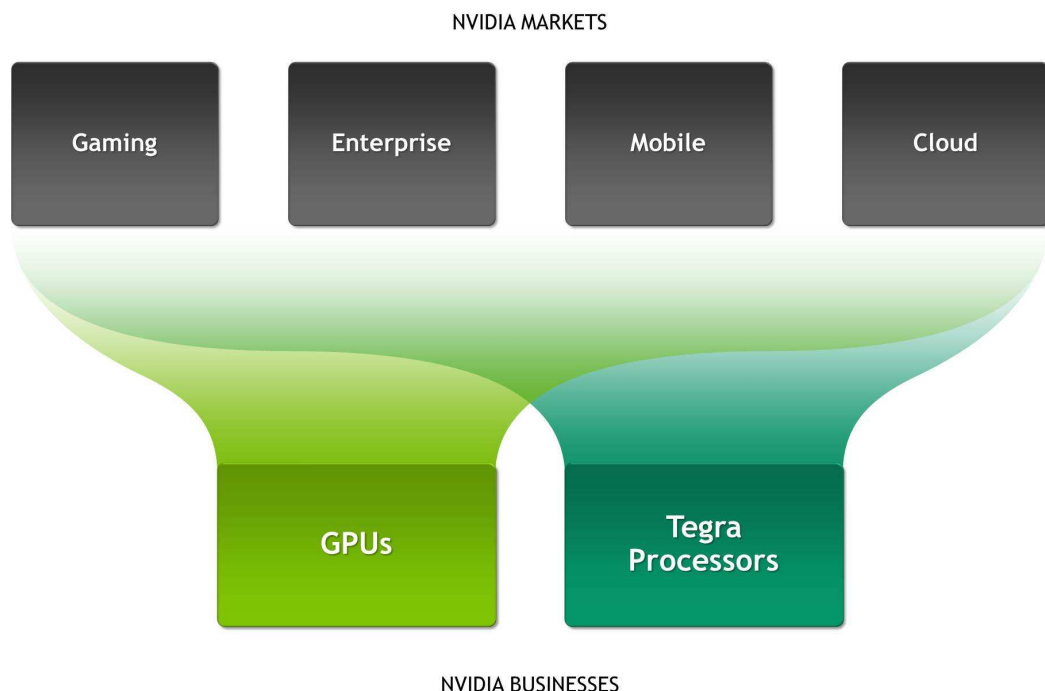 NVIDIA MARKETS
Gaming
Enterprise
Mobile
Cloud
GPUs
Tegra
Processors
NVIDIA BUSINESSES